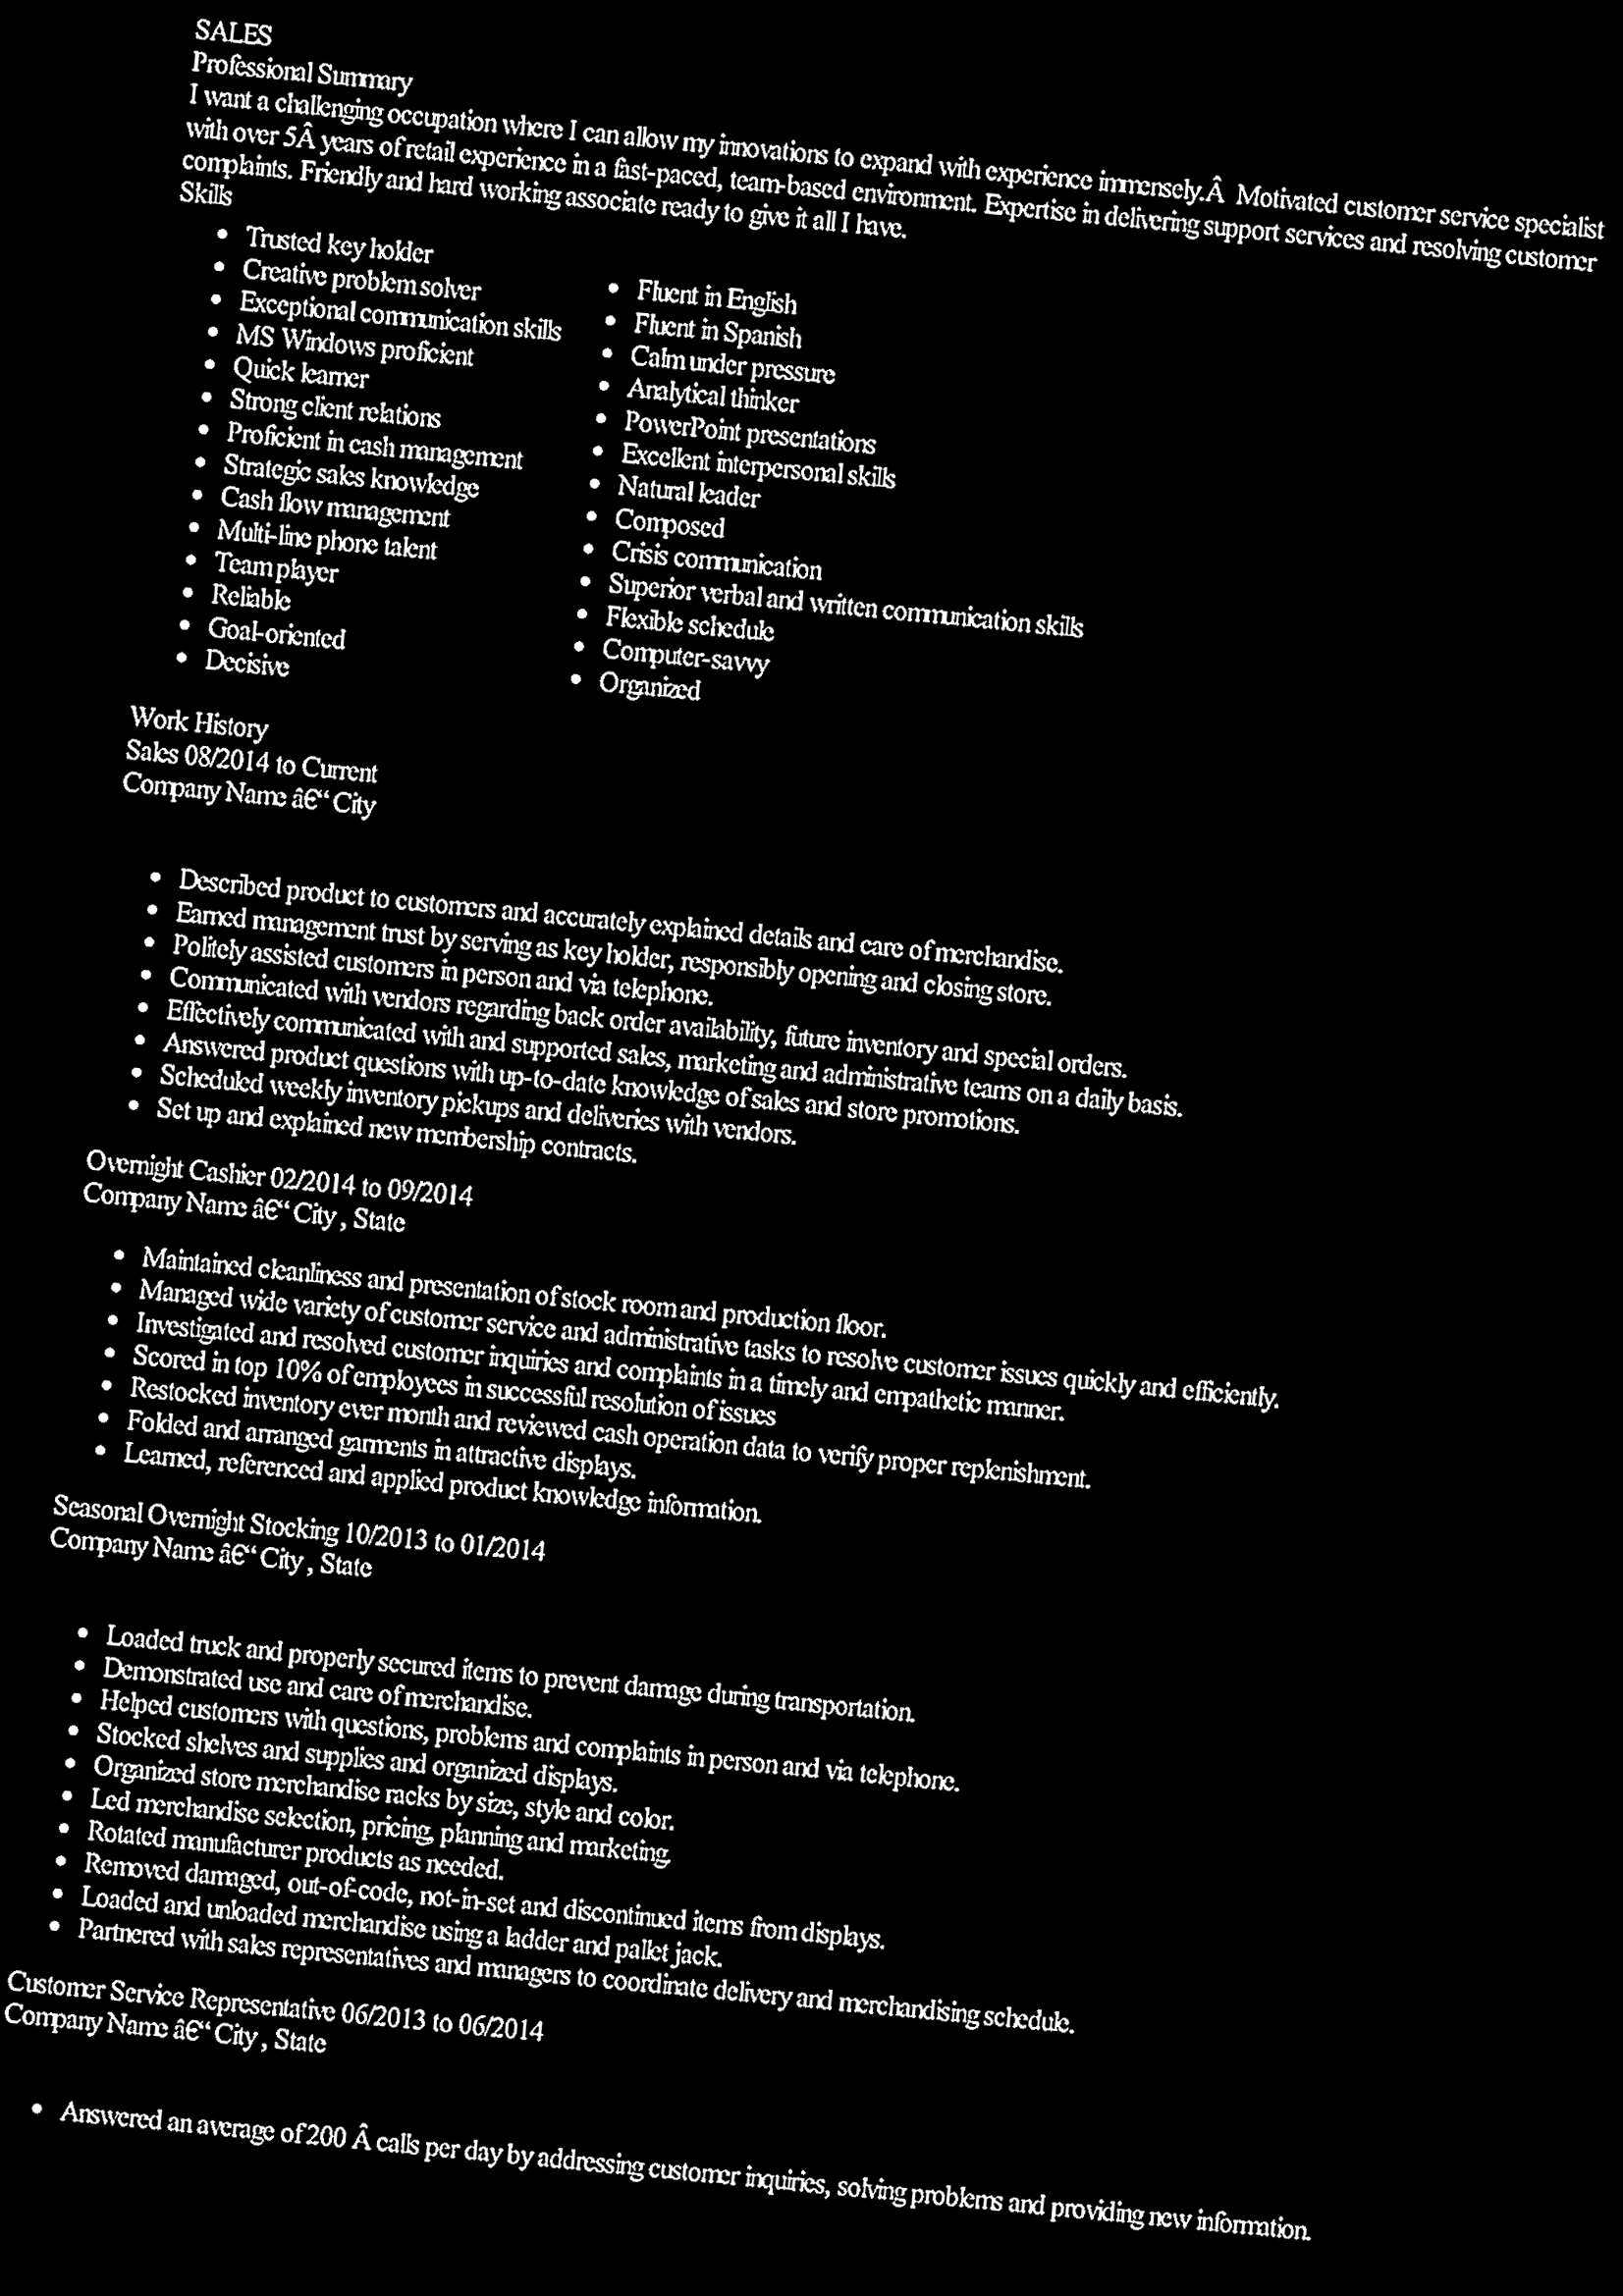 SALES
Professional Summary
I want a challenging occupation where I can allow my innovations to expand with experience immensely.Â  Motivated customer service specialist
with over 5Â years of retail experience in a fast-paced, team-based environment. Expertise in delivering support services and resolving customer
complaints. Friendly and hard working associate ready to give it all I have.
Skills
• Trusted key holder
• Creative problem solver
• Exceptional communication skills
• MS Windows proficient
• Quick learner
• Strong client relations
• Proficient in cash management
• Strategic sales knowledge
• Cash flow management
• Multi-line phone talent
• Team player
• Reliable
• Goal-oriented
• Decisive
• Fluent in English
• Fluent in Spanish
• Calm under pressure
• Analytical thinker
• PowerPoint presentations
• Excellent interpersonal skills
• Natural leader
• Composed
• Crisis communication
• Superior verbal and written communication skills
• Flexible schedule
• Computer-savvy
• Organized
Work History
Sales 08/2014 to Current
Company Name â€“ City
• Described product to customers and accurately explained details and care of merchandise.
• Earned management trust by serving as key holder, responsibly opening and closing store.
• Politely assisted customers in person and via telephone.
• Communicated with vendors regarding back order availability, future inventory and special orders.
• Effectively communicated with and supported sales, marketing and administrative teams on a daily basis.
• Answered product questions with up-to-date knowledge of sales and store promotions.
• Scheduled weekly inventory pickups and deliveries with vendors.
• Set up and explained new membership contracts.
Overnight Cashier 02/2014 to 09/2014
Company Name â€“ City , State
• Maintained cleanliness and presentation of stock room and production floor.
• Managed wide variety of customer service and administrative tasks to resolve customer issues quickly and efficiently.
• Investigated and resolved customer inquiries and complaints in a timely and empathetic manner.
• Scored in top 10% of employees in successful resolution of issues
• Restocked inventory ever month and reviewed cash operation data to verify proper replenishment.
• Folded and arranged garments in attractive displays.
• Learned, referenced and applied product knowledge information.
Seasonal Overnight Stocking 10/2013 to 01/2014
Company Name â€“ City , State
• Loaded truck and properly secured items to prevent damage during transportation.
• Demonstrated use and care of merchandise.
• Helped customers with questions, problems and complaints in person and via telephone.
• Stocked shelves and supplies and organized displays.
• Organized store merchandise racks by size, style and color.
• Led merchandise selection, pricing, planning and marketing.
• Rotated manufacturer products as needed.
• Removed damaged, out-of-code, not-in-set and discontinued items from displays.
• Loaded and unloaded merchandise using a ladder and pallet jack.
• Partnered with sales representatives and managers to coordinate delivery and merchandising schedule.
Customer Service Representative 06/2013 to 06/2014
Company Name â€“ City , State
• Answered an average of 200 Â calls per day by addressing customer inquiries, solving problems and providing new information.